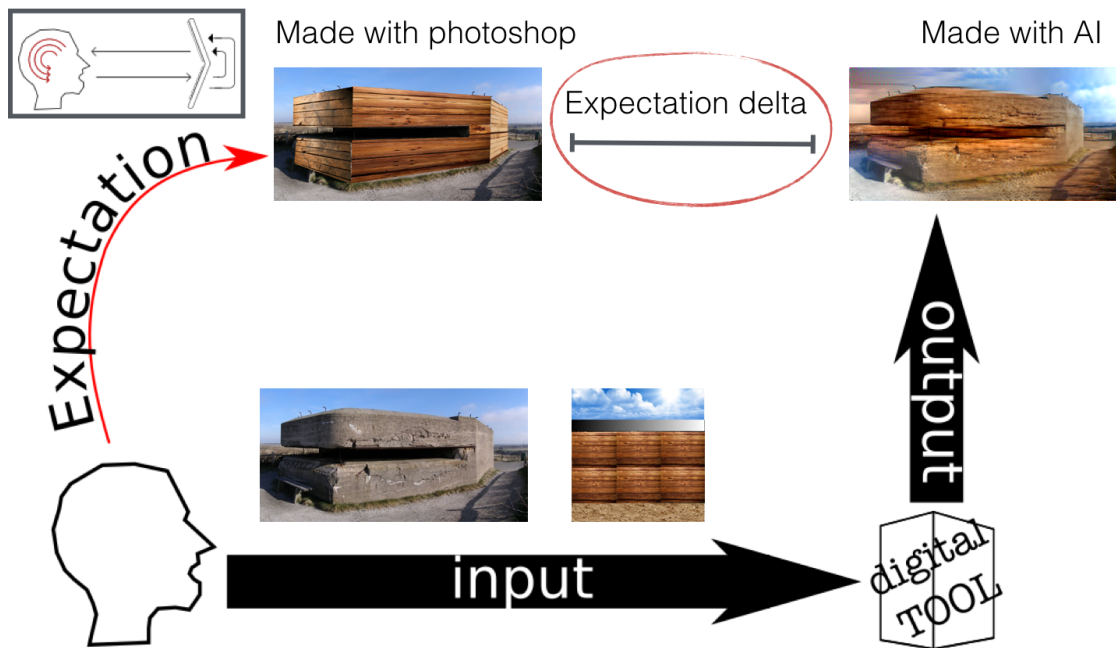 Made with photoshop
Made with AI
Expectation delta
Expectation
output
input
digital
TOOL